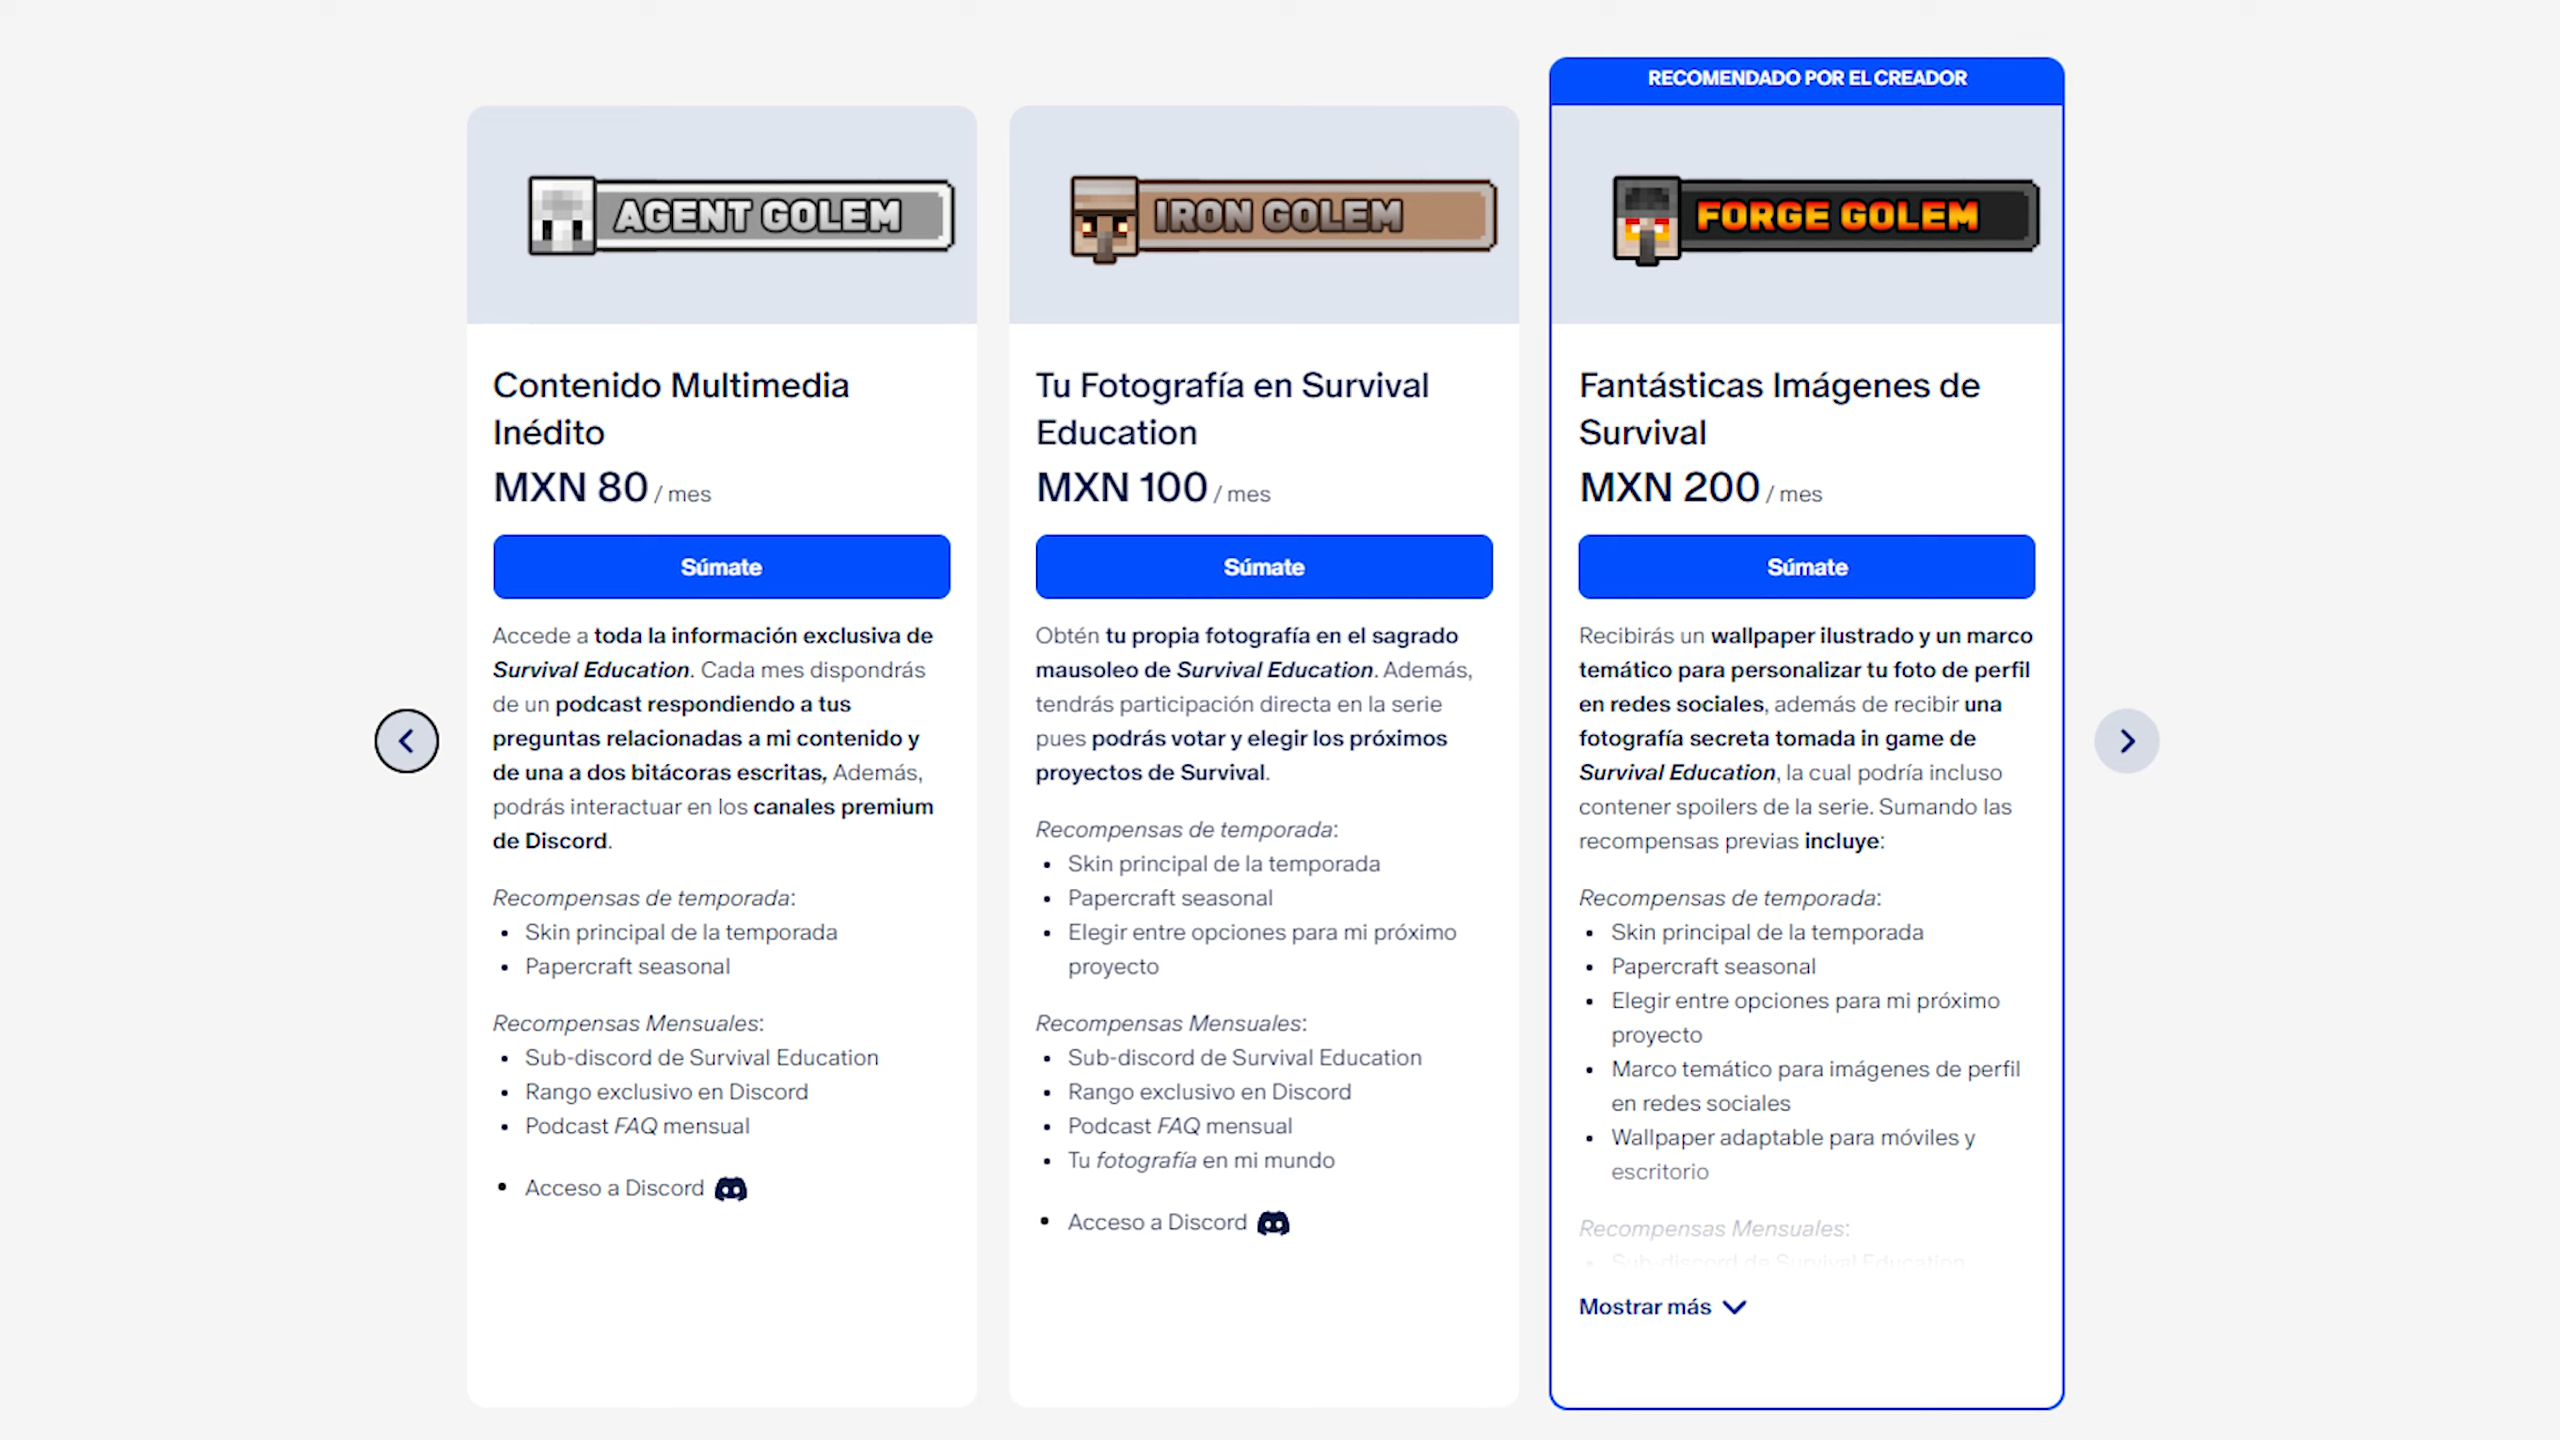 AGENT GOLEM
Contenido Multimedia
Inédito
MXN 80 / mes
Súmate
Accede a toda la información exclusiva de
Survival Education. Cada mes dispondrás
de un podcast respondiendo a tus
preguntas relacionadas a mi contenido y
de una a dos bitácoras escritas, Además,
podrás interactuar en los canales premium
de Discord.
Recompensas de temporada:
• Skin principal de la temporada
• Papercraft seasonal
Recompensas Mensuales:
• Sub-discord de Survival Education
• Rango exclusivo en Discord
• Podcast FAQ mensual
• Acceso a Discord
IRON GOLEM
Tu Fotografía en Survival
Education
MXN 100 / mes
Súmate
Obtén tu propia fotografía en el sagrado
mausoleo de Survival Education. Además,
tendrás participación directa en la serie
pues podrás votar y elegir los próximos
proyectos de Survival.
Recompensas de temporada:
• Skin principal de la temporada
• Papercraft seasonal
• Elegir entre opciones para mi próximo
proyecto
Recompensas Mensuales:
• Sub-discord de Survival Education
• Rango exclusivo en Discord
• Podcast FAQ mensual
• Tu fotografía en mi mundo
• Acceso a Discord
RECOMENDADO POR EL CREADOR
FORGE GOLEM
Fantásticas Imágenes de
Survival
MXN 200 / mes
Súmate
Recibirás un wallpaper ilustrado y un marco
temático para personalizar tu foto de perfil
en redes sociales, además de recibir una
fotografía secreta tomada in game de
Survival Education, la cual podría incluso
contener spoilers de la serie. Sumando las
recompensas previas incluye:
Recompensas de temporada:
• Skin principal de la temporada
• Papercraft seasonal
• Elegir entre opciones para mi próximo
proyecto
• Marco temático para imágenes de perfil
en redes sociales
• Wallpaper adaptable para móviles y
escritorio
Recompensas Mensuales:
• Sub-discord de Survival Education
Mostrar más